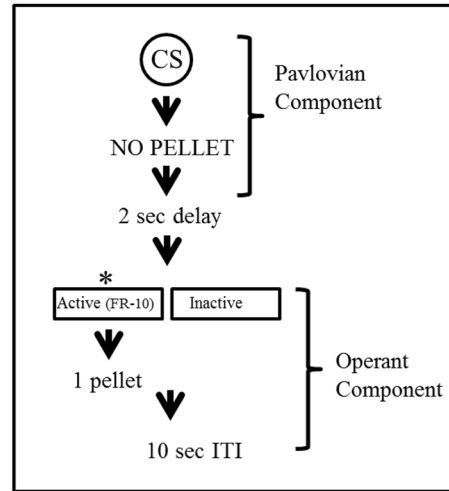 CS
Pavlovian
Component
NO PELLET
2 sec delay
*
Active (FR-10)
Inactive
1 pellet
Operant
Component
10 sec ITI